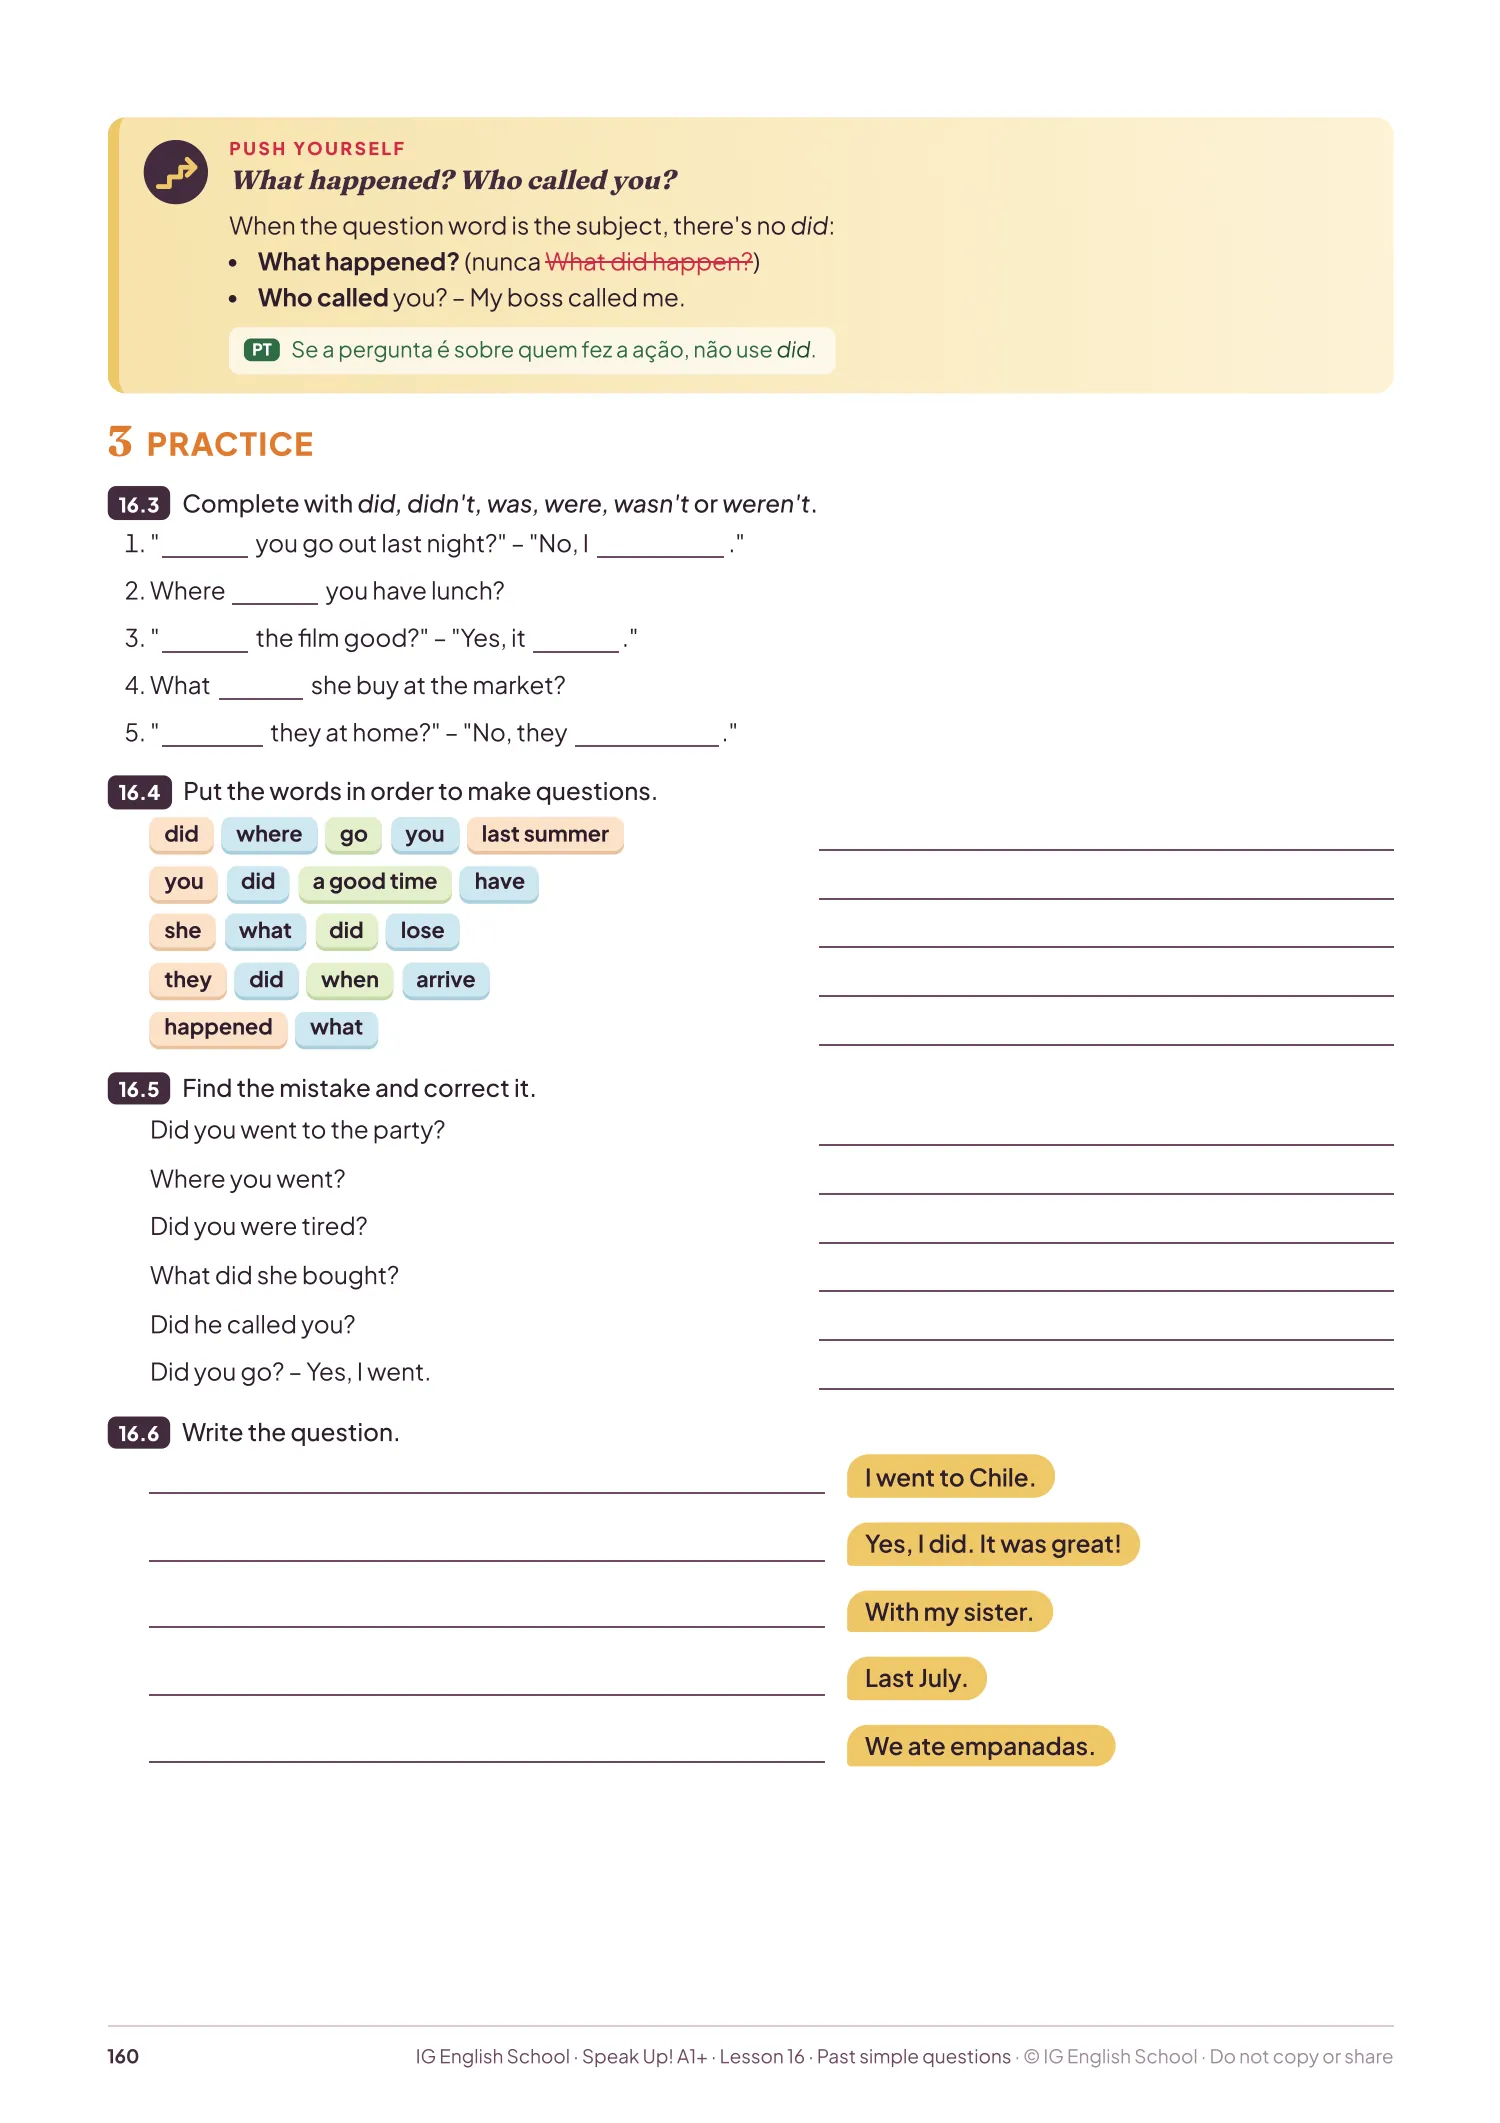 PUSH YOURSELF
What happened? Who called you?
When the question word is the subject, there's no did:
• What happened? (nunca What did happen?)
• Who called you? – My boss called me.
PT Se a pergunta é sobre quem fez a ação, não use did.
3 PRACTICE
16.3 Complete with did, didn't, was, were, wasn't or weren't.
1. "______ you go out last night?" – "No, I ______."
2. Where ______ you have lunch?
3. "______ the film good?" – "Yes, it ______."
4. What ______ she buy at the market?
5. "______ they at home?" – "No, they ______."
16.4 Put the words in order to make questions.
did where go you last summer
you did a good time have
she what did lose
they did when arrive
happened what
16.5 Find the mistake and correct it.
Did you went to the party?
Where you went?
Did you were tired?
What did she bought?
Did he called you?
Did you go? – Yes, I went.
16.6 Write the question.
I went to Chile.
Yes, I did. It was great!
With my sister.
Last July.
We ate empanadas.
160 IG English School · Speak Up! A1+ · Lesson 16 · Past simple questions · © IG English School · Do not copy or share